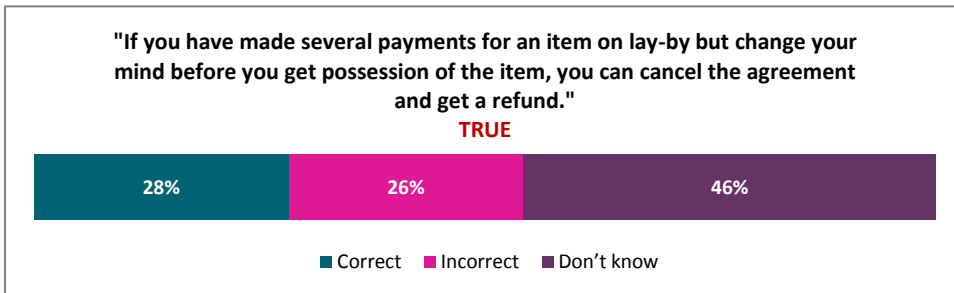 "If you have made several payments for an item on lay-by but change your
mind before you get possession of the item, you can cancel the agreement
and get a refund."
TRUE
28% 26% 46%
Correct Incorrect Don’t know